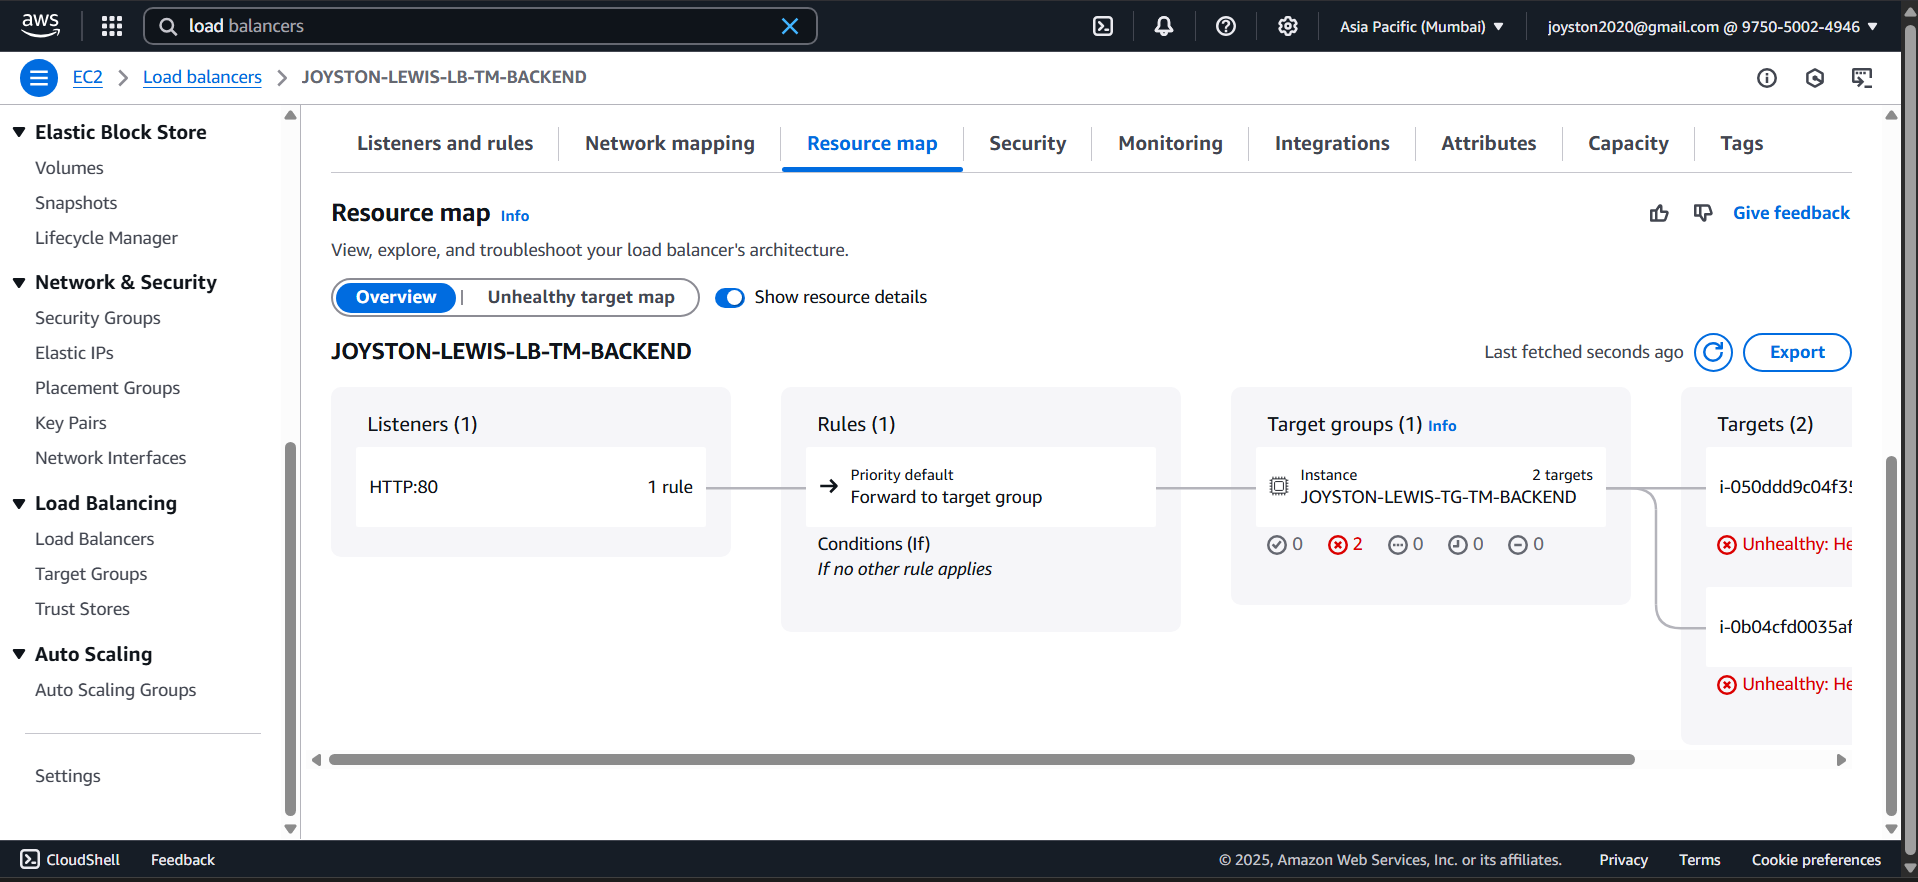 aws
load balancers
Asia Pacific (Mumbai)
joyston2020@gmail.com @ 9750-5002-4946
EC2
Load balancers
JOYSTON-LEWIS-LB-TM-BACKEND
Elastic Block Store
Volumes
Snapshots
Lifecycle Manager
Network & Security
Security Groups
Elastic IPs
Placement Groups
Key Pairs
Network Interfaces
Load Balancing
Load Balancers
Target Groups
Trust Stores
Auto Scaling
Auto Scaling Groups
Settings
Listeners and rules
Network mapping
Resource map
Security
Monitoring
Integrations
Attributes
Capacity
Tags
Resource map Info
Give feedback
View, explore, and troubleshoot your load balancer's architecture.
Overview | Unhealthy target map
Show resource details
JOYSTON-LEWIS-LB-TM-BACKEND
Last fetched seconds ago
Export
Listeners (1)
HTTP:80 1 rule
Rules (1)
Priority default
Forward to target group
Conditions (If)
If no other rule applies
Target groups (1) Info
Instance 2 targets
JOYSTON-LEWIS-TG-TM-BACKEND
0 2 0 0 0
Targets (2)
i-050ddd9c04f35
Unhealthy: He
i-0b04cfd0035af
Unhealthy: He
CloudShell
Feedback
© 2025, Amazon Web Services, Inc. or its affiliates.
Privacy
Terms
Cookie preferences